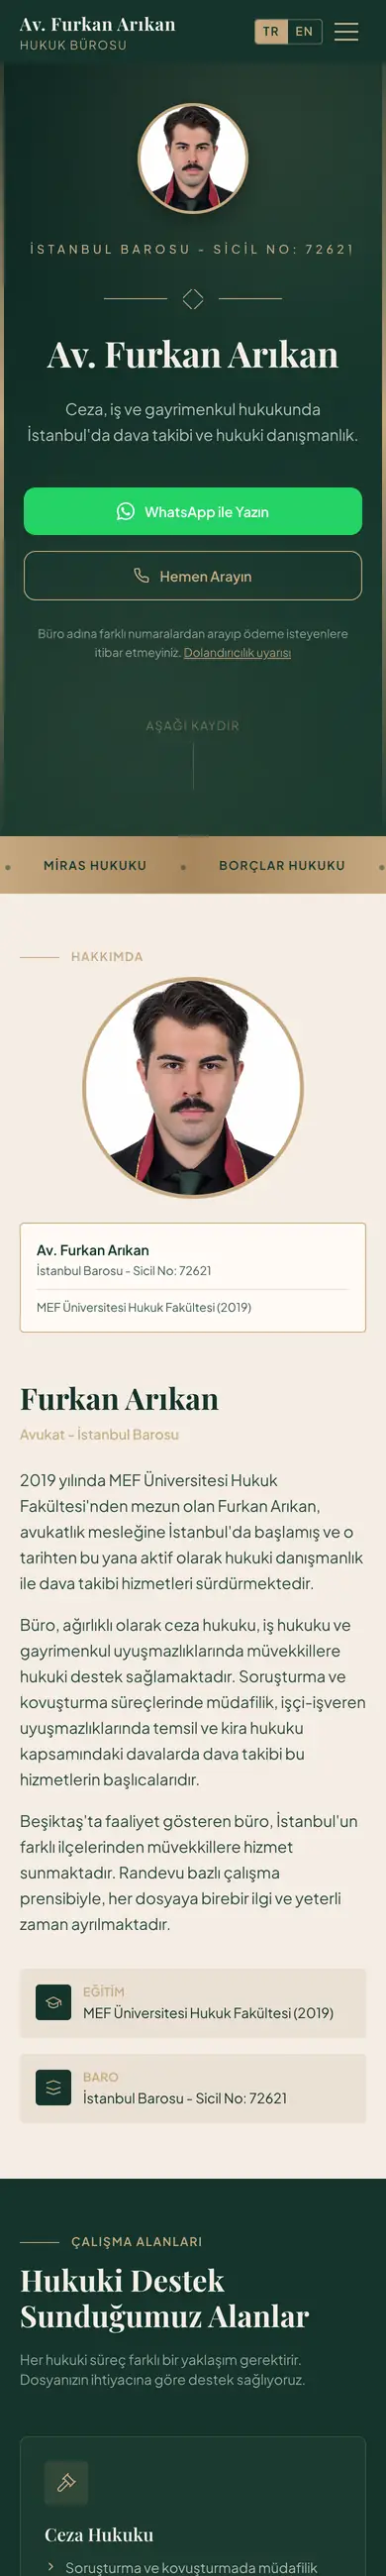 Av. Furkan Arıkan
HUKUK BÜROSU
TR EN
İSTANBUL BAROSU - SİCİL NO: 72621
Av. Furkan Arıkan
Ceza, iş ve gayrimenkul hukukunda
İstanbul'da dava takibi ve hukuki danışmanlık.
WhatsApp ile Yazın
Hemen Arayın
Büro adına farklı numaralardan arayıp ödeme isteyenlere
itibar etmeyiniz. Dolandırıcılık uyarısı
AŞAĞI KAYDIR
MİRAS HUKUKU
BORÇLAR HUKUKU
HAKKIMDA
Av. Furkan Arıkan
İstanbul Barosu - Sicil No: 72621
MEF Üniversitesi Hukuk Fakültesi (2019)
Furkan Arıkan
Avukat - İstanbul Barosu
2019 yılında MEF Üniversitesi Hukuk
Fakültesi'nden mezun olan Furkan Arıkan,
avukatlık mesleğine İstanbul'da başlamış ve o
tarihten bu yana aktif olarak hukuki danışmanlık
ile dava takibi hizmetleri sürdürmektedir.
Büro, ağırlıklı olarak ceza hukuku, iş hukuku ve
gayrimenkul uyuşmazlıklarında müvekkillere
hukuki destek sağlamaktadır. Soruşturma ve
kovuşturma süreçlerinde müdafilik, işçi-işveren
uyuşmazlıklarında temsil ve kira hukuku
kapsamındaki davalarda dava takibi bu
hizmetlerin başlıcalarıdır.
Beşiktaş'ta faaliyet gösteren büro, İstanbul'un
farklı ilçelerinden müvekkillere hizmet
sunmaktadır. Randevu bazlı çalışma
prensibiyle, her dosyaya birebir ilgi ve yeterli
zaman ayrılmaktadır.
EĞİTİM
MEF Üniversitesi Hukuk Fakültesi (2019)
BARO
İstanbul Barosu - Sicil No: 72621
ÇALIŞMA ALANLARI
Hukuki Destek
Sunduğumuz Alanlar
Her hukuki süreç farklı bir yaklaşım gerektirir.
Dosyanızın ihtiyacına göre destek sağlıyoruz.
Ceza Hukuku
Soruşturma ve kovuşturmada müdafilik